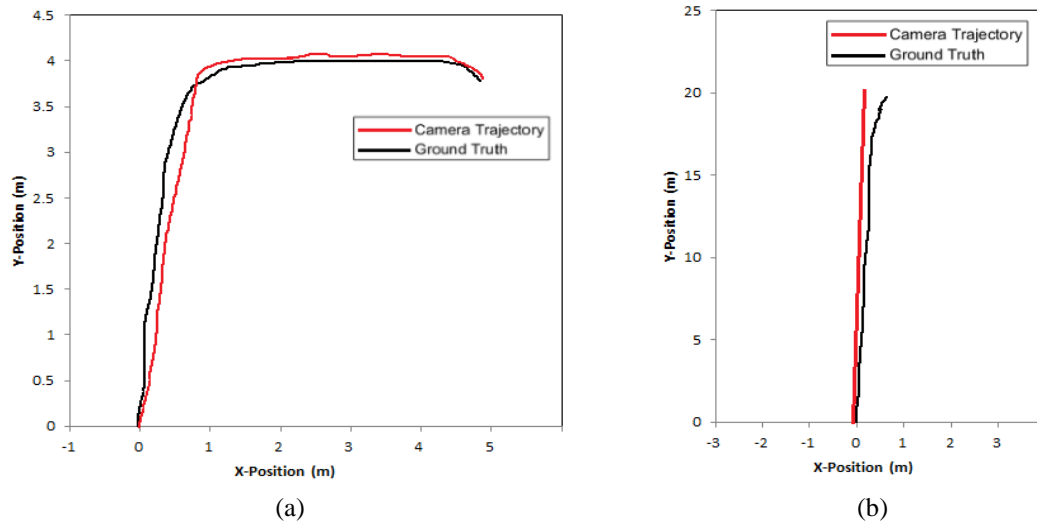 4.5
4
3.5
3
2.5
2
1.5
1
0.5
0
-1 0 1 2 3 4 5
Y-Position (m)
X-Position (m)
Camera Trajectory
Ground Truth
(a)
25
20
15
10
5
0
-3 -2 -1 0 1 2 3
Y-Position (m)
X-Position (m)
Camera Trajectory
Ground Truth
(b)